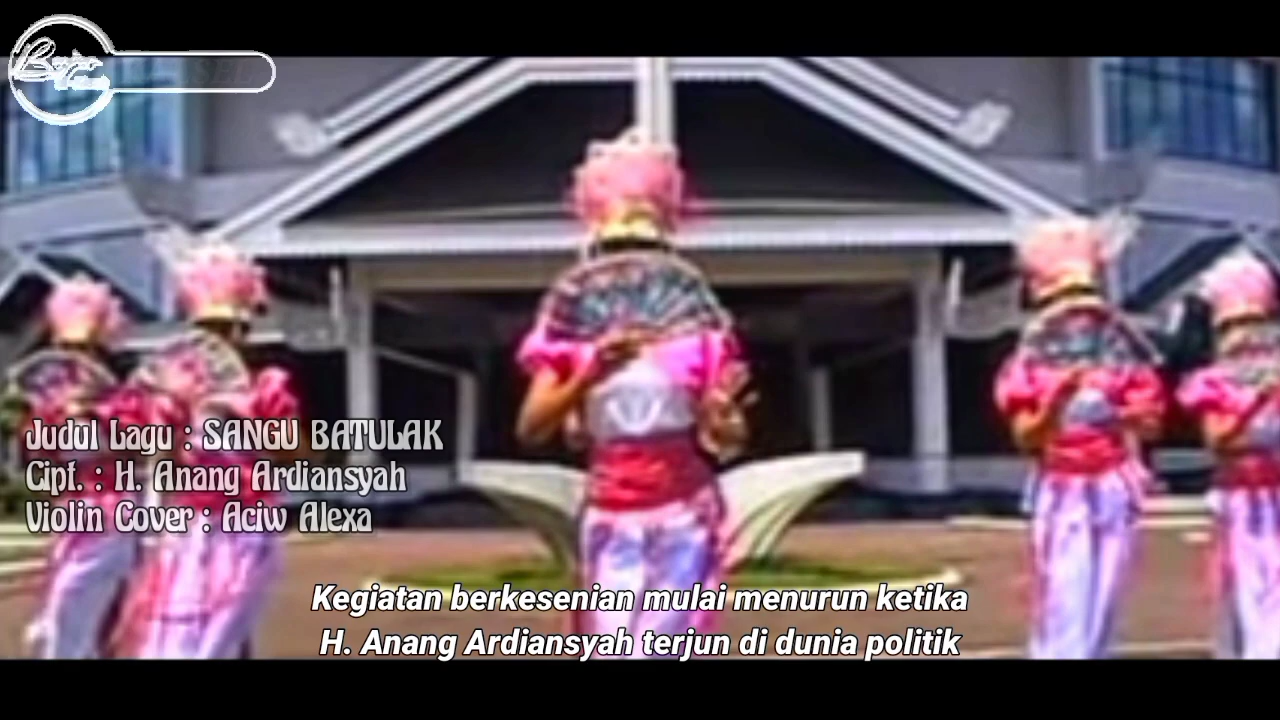 Judul Lagu : SANGU BATULAK
Cipt. : H. Anang Ardiansyah
Violin Cover : Aciw Alexa
Kegiatan berkesenian mulai menurun ketika
H. Anang Ardiansyah terjun di dunia politik